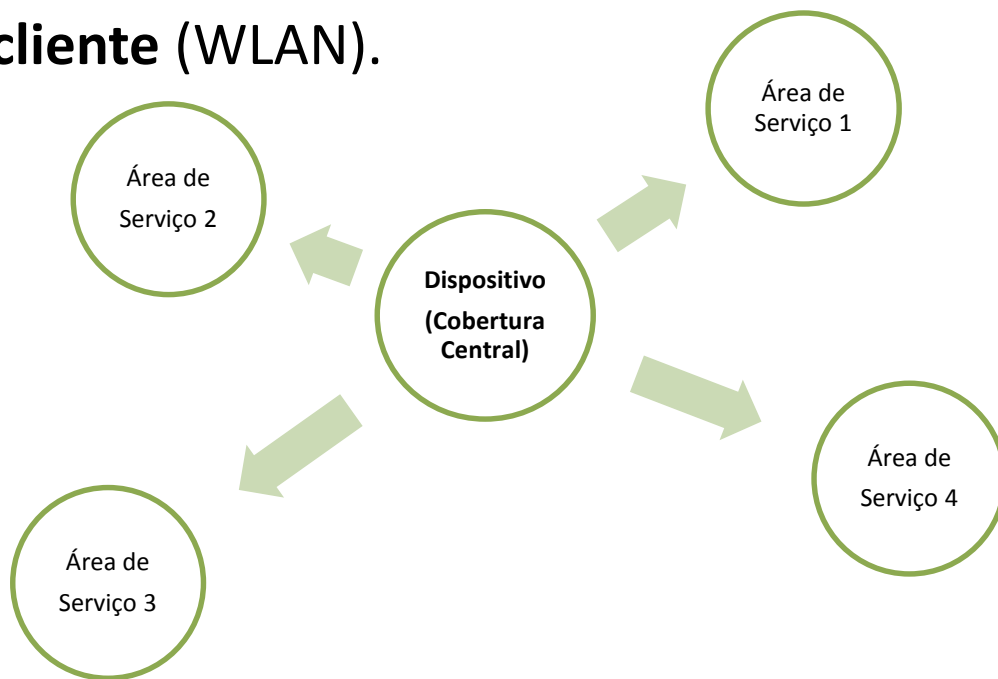 cliente (WLAN).
Área de
Serviço 1
Área de
Serviço 2
Dispositivo
(Cobertura
Central)
Área de
Serviço 4
Área de
Serviço 3